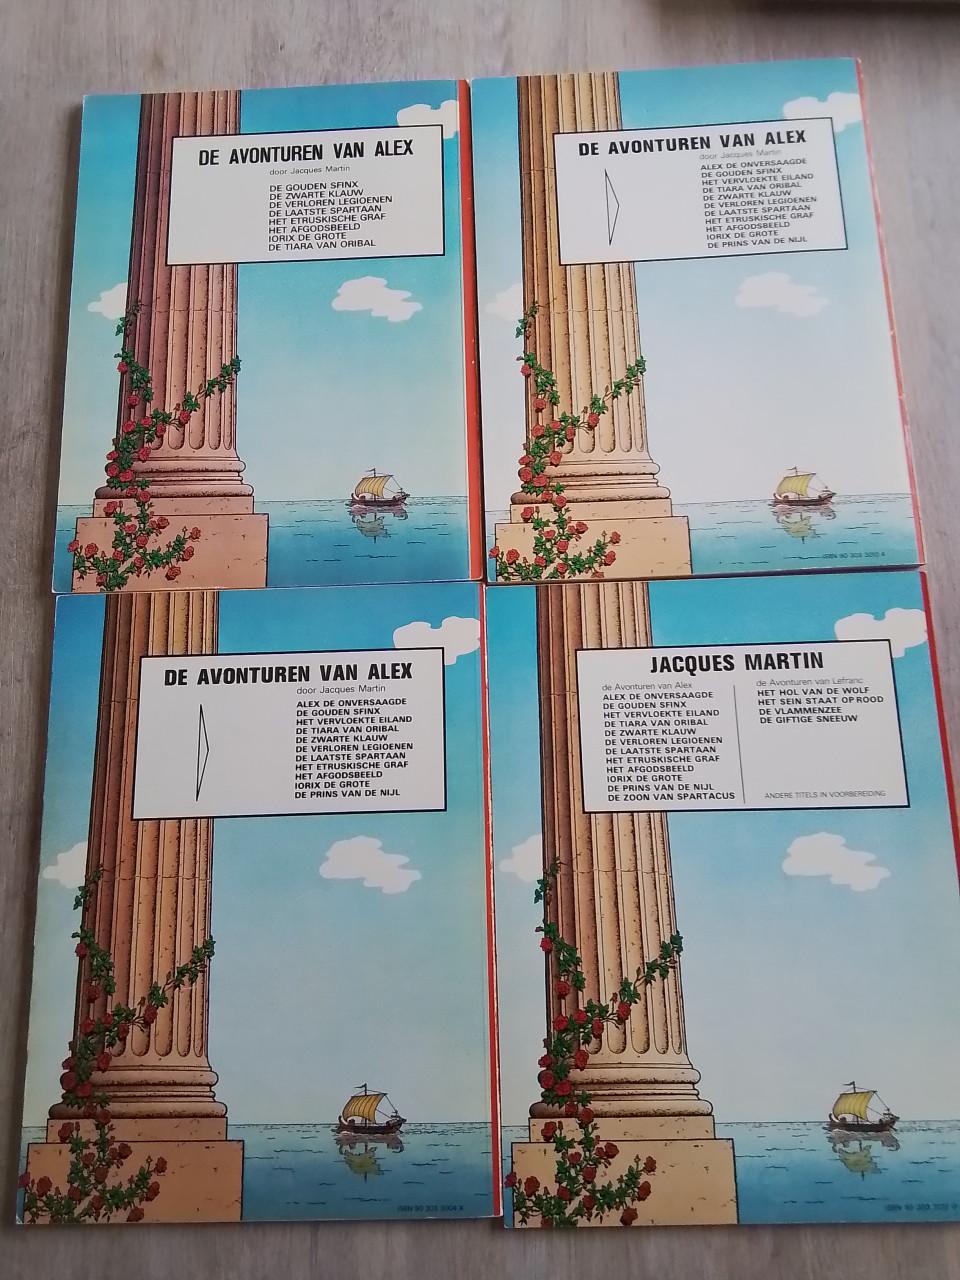 DE AVONTUREN VAN ALEX
door Jacques Martin
DE GOUDEN SFINX
DE ZWARTE KLAUW
DE VERLOREN LEGIOENEN
DE LAATSTE SPARTAAN
HET ETRUSKISCHE GRAF
HET AFGODSBEELD
IORIX DE GROTE
DE TIARA VAN ORIBAL
DE AVONTUREN VAN ALEX
door Jacques Martin
ALEX DE ONVERSAAGDE
DE GOUDEN SFINX
HET VERVLOEKTE EILAND
DE TIARA VAN ORIBAL
DE ZWARTE KLAUW
DE VERLOREN LEGIOENEN
DE LAATSTE SPARTAAN
HET ETRUSKISCHE GRAF
HET AFGODSBEELD
IORIX DE GROTE
DE PRINS VAN DE NIJL
ISBN 90 303
DE AVONTUREN VAN ALEX
door Jacques Martin
ALEX DE ONVERSAAGDE
DE GOUDEN SFINX
HET VERVLOEKTE EILAND
DE TIARA VAN ORIBAL
DE ZWARTE KLAUW
DE VERLOREN LEGIOENEN
DE LAATSTE SPARTAAN
HET ETRUSKISCHE GRAF
HET AFGODSBEELD
IORIX DE GROTE
DE PRINS VAN DE NIJL
ISBN 90 303 3004 X
JACQUES MARTIN
de Avonturen van Alex
ALEX DE ONVERSAAGDE
DE GOUDEN SFINX
HET VERVLOEKTE EILAND
DE TIARA VAN ORIBAL
DE ZWARTE KLAUW
DE VERLOREN LEGIOENEN
DE LAATSTE SPARTAAN
HET ETRUSKISCHE GRAF
HET AFGODSBEELD
IORIX DE GROTE
DE PRINS VAN DE NIJL
DE ZOON VAN SPARTACUS
de Avonturen van Lefranc
HET HOL VAN DE WOLF
HET SEIN STAAT OP ROOD
DE VLAMMENZEE
DE GIFTIGE SNEEUW
ANDERE TITELS IN VOORBEREIDING
ISBN 90